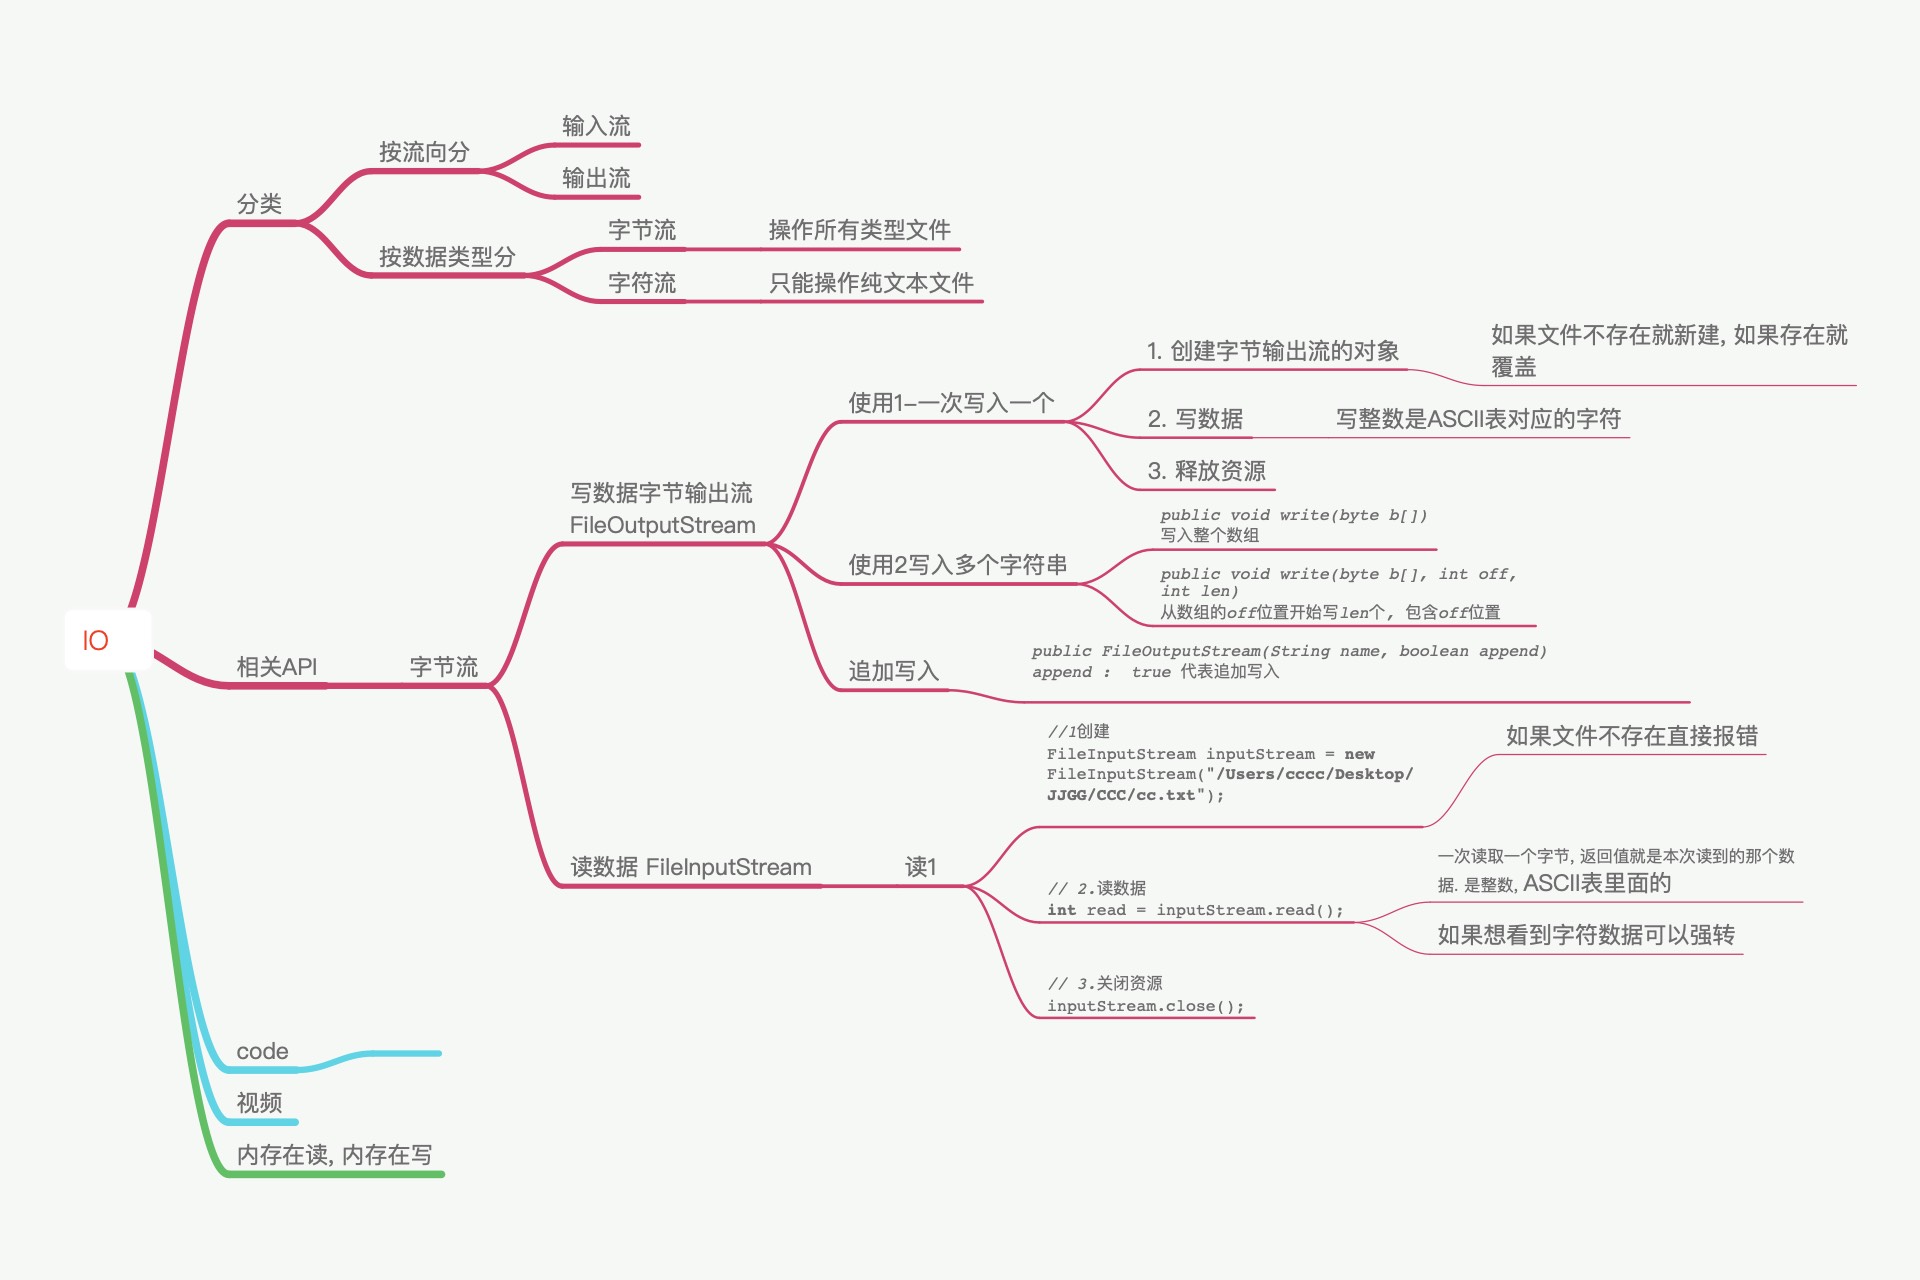 IO
分类
按流向分
输入流
输出流
按数据类型分
字节流
操作所有类型文件
字符流
只能操作纯文本文件
相关API
字节流
写数据字节输出流
FileOutputStream
使用1-一次写入一个
1. 创建字节输出流的对象
如果文件不存在就新建, 如果存在就
覆盖
2. 写数据
写整数是ASCII表对应的字符
3. 释放资源
使用2写入多个字符串
public void write(byte b[])
写入整个数组
public void write(byte b[], int off,
int len)
从数组的off位置开始写len个, 包含off位置
追加写入
public FileOutputStream(String name, boolean append)
append : true 代表追加写入
读数据 FileInputStream
读1
//1创建
FileInputStream inputStream = new
FileInputStream("/Users/cccc/Desktop/
JJGG/CCC/cc.txt");
如果文件不存在直接报错
// 2.读数据
int read = inputStream.read();
一次读取一个字节, 返回值就是本次读到的那个数
据. 是整数, ASCII表里面的
如果想看到字符数据可以强转
// 3.关闭资源
inputStream.close();
code
视频
内存在读, 内存在写